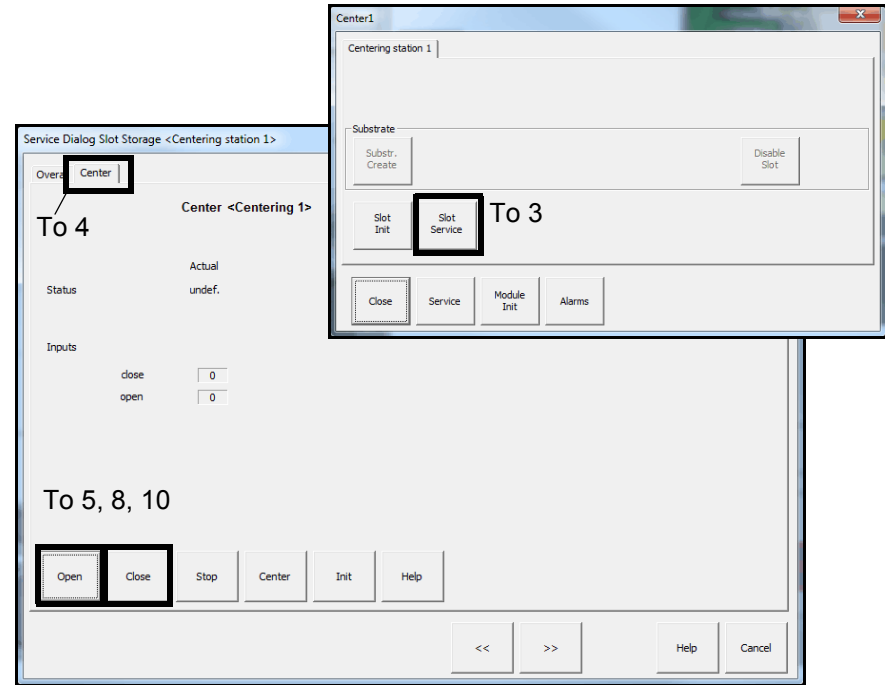 Center1
x
Centering station 1
Substrate
Substr.
Create
Disable
Slot
Slot
Init
Slot
Service
To 3
Close
Service
Module
Init
Alarms
Service Dialog Slot Storage <Centering station 1>
Overa
Center
To 4
Center <Centering 1>
Actual
Status
undef.
Inputs
close
0
open
0
To 5, 8, 10
Open
Close
Stop
Center
Init
Help
<<
>>
Help
Cancel